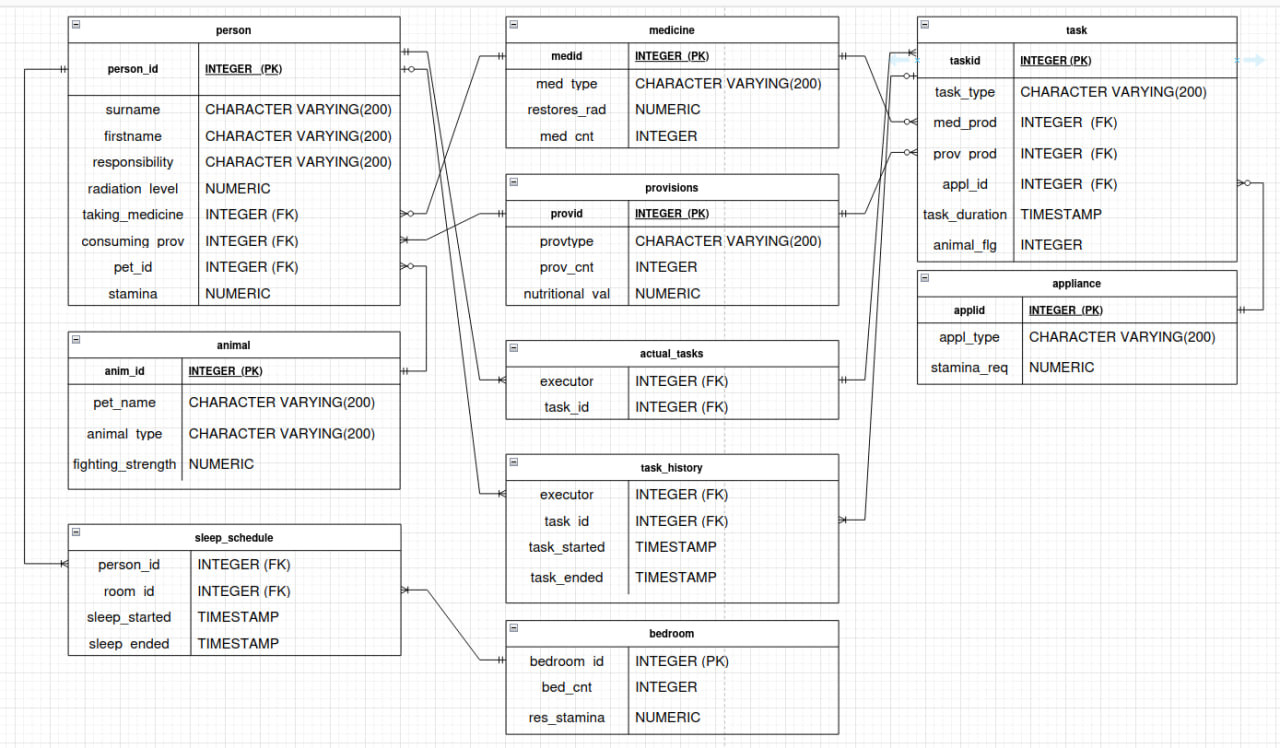 person
person_id INTEGER (PK)
surname CHARACTER VARYING(200)
firstname CHARACTER VARYING(200)
responsibility CHARACTER VARYING(200)
radiation_level NUMERIC
taking_medicine INTEGER (FK)
consuming_prov INTEGER (FK)
pet_id INTEGER (FK)
stamina NUMERIC
animal
anim_id INTEGER (PK)
pet_name CHARACTER VARYING(200)
animal_type CHARACTER VARYING(200)
fighting_strength NUMERIC
sleep_schedule
person_id INTEGER (FK)
room_id INTEGER (FK)
sleep_started TIMESTAMP
sleep_ended TIMESTAMP
medicine
medid INTEGER (PK)
med_type CHARACTER VARYING(200)
restores_rad NUMERIC
med_cnt INTEGER
provisions
provid INTEGER (PK)
provtype CHARACTER VARYING(200)
prov_cnt INTEGER
nutritional_val NUMERIC
actual_tasks
executor INTEGER (FK)
task_id INTEGER (FK)
task_history
executor INTEGER (FK)
task_id INTEGER (FK)
task_started TIMESTAMP
task_ended TIMESTAMP
bedroom
bedroom_id INTEGER (PK)
bed_cnt INTEGER
res_stamina NUMERIC
task
taskid INTEGER (PK)
task_type CHARACTER VARYING(200)
med_prod INTEGER (FK)
prov_prod INTEGER (FK)
appl_id INTEGER (FK)
task_duration TIMESTAMP
animal_flg INTEGER
appliance
applid INTEGER (PK)
appl_type CHARACTER VARYING(200)
stamina_req NUMERIC